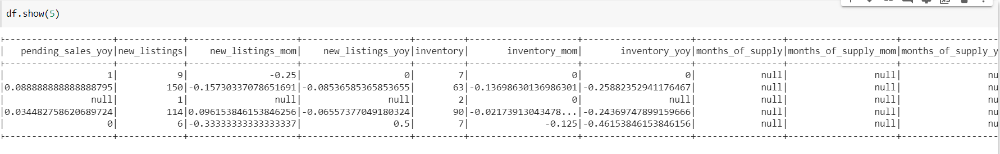 df.show(5)
+--------------------+------------+--------------------+--------------------+---------+--------------------+--------------------+----------------+--------------------+------------------
|    pending_sales_yoy|new_listings|    new_listings_mom|    new_listings_yoy|inventory|       inventory_mom|       inventory_yoy|months_of_supply|months_of_supply_mom|months_of_supply_y
+--------------------+------------+--------------------+--------------------+---------+--------------------+--------------------+----------------+--------------------+------------------
|                   1|           9|               -0.25|                   0|        7|                   0|                   0|            null|                null|                nu
|0.088888888888888795|         150|-0.15730337078651691|-0.08536585365853655|       63|-0.13698630136986301|-0.25882352941176467|            null|                null|                nu
|                null|           1|                null|                null|        2|                   0|                null|            null|                null|                nu
|0.034482758620689724|         114|0.096153846153846256|-0.06557377049180324|       90|-0.02173913043478...|-0.24369747899159666|            null|                null|                nu
|                   0|           6|-0.33333333333333337|                 0.5|        7|              -0.125|-0.46153846153846156|            null|                null|                nu
+--------------------+------------+--------------------+--------------------+---------+--------------------+--------------------+----------------+--------------------+------------------